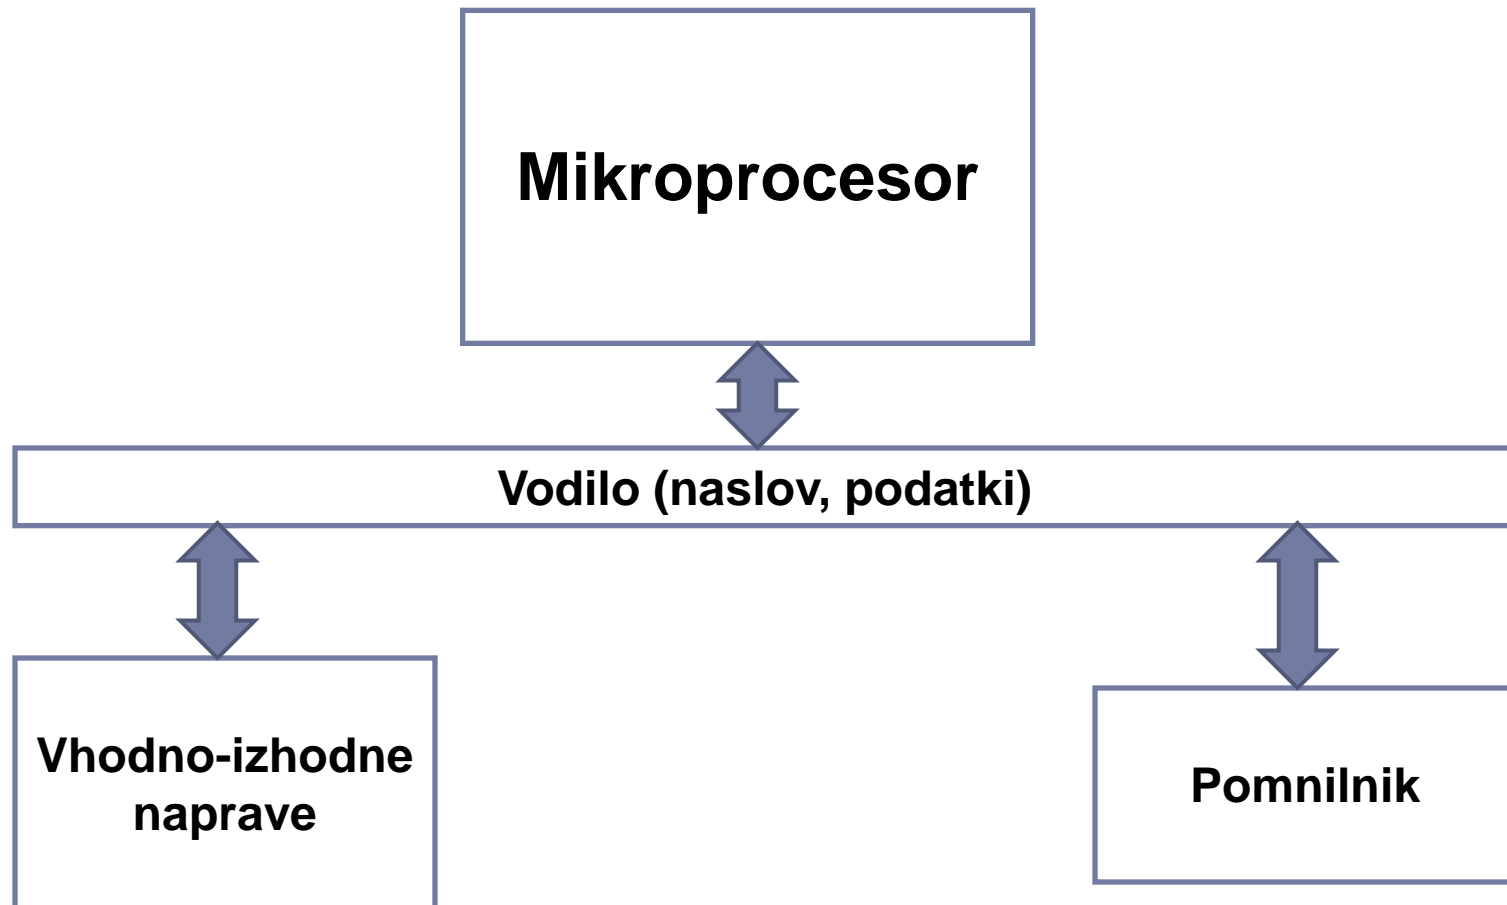 Mikroprocesor
Vodilo (naslov, podatki)
Vhodno-izhodne
naprave
Pomnilnik